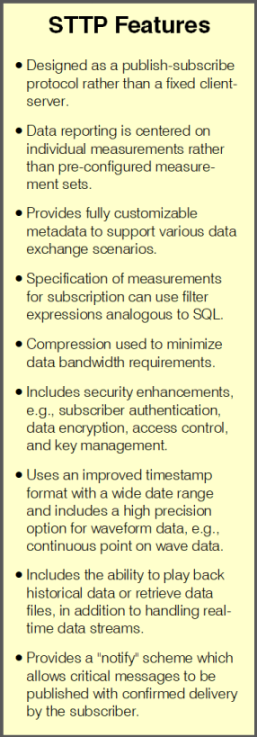 STTP Features
• Designed as a publish-subscribe
protocol rather than a fixed client-
server.
• Data reporting is centered on
individual measurements rather
than pre-configured measure-
ment sets.
• Provides fully customizable
metadata to support various data
exchange scenarios.
• Specification of measurements
for subscription can use filter
expressions analogous to SQL.
• Compression used to minimize
data bandwidth requirements.
• Includes security enhancements,
e.g., subscriber authentication,
data encryption, access control,
and key management.
• Uses an improved timestamp
format with a wide date range
and includes a high precision
option for waveform data, e.g.,
continuous point on wave data.
• Includes the ability to play back
historical data or retrieve data
files, in addition to handling real-
time data streams.
• Provides a "notify" scheme which
allows critical messages to be
published with confirmed delivery
by the subscriber.